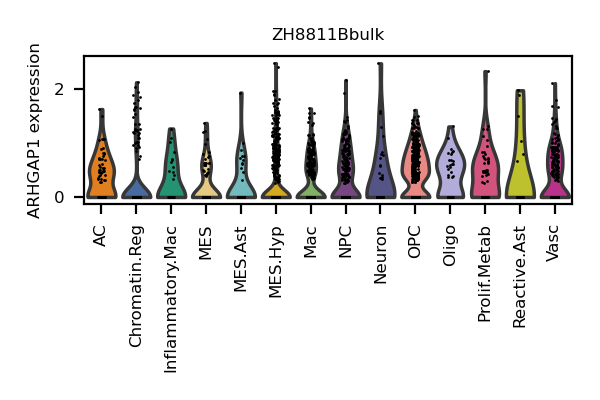 ZH8811Bbulk
ARHGAP1 expression
2
0
AC
Chromatin.Reg
Inflammatory.Mac
MES
MES.Ast
MES.Hyp
Mac
NPC
Neuron
OPC
Oligo
Prolif.Metab
Reactive.Ast
Vasc